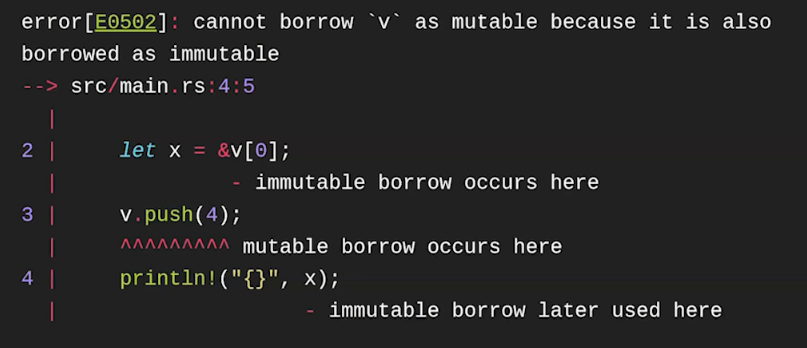 error[E0502]: cannot borrow `v` as mutable because it is also
borrowed as immutable
--> src/main.rs:4:5
  |
2 |     let x = &v[0];
  |              - immutable borrow occurs here
3 |     v.push(4);
  |     ^^^^^^^^^ mutable borrow occurs here
4 |     println!("{}", x);
  |                    - immutable borrow later used here